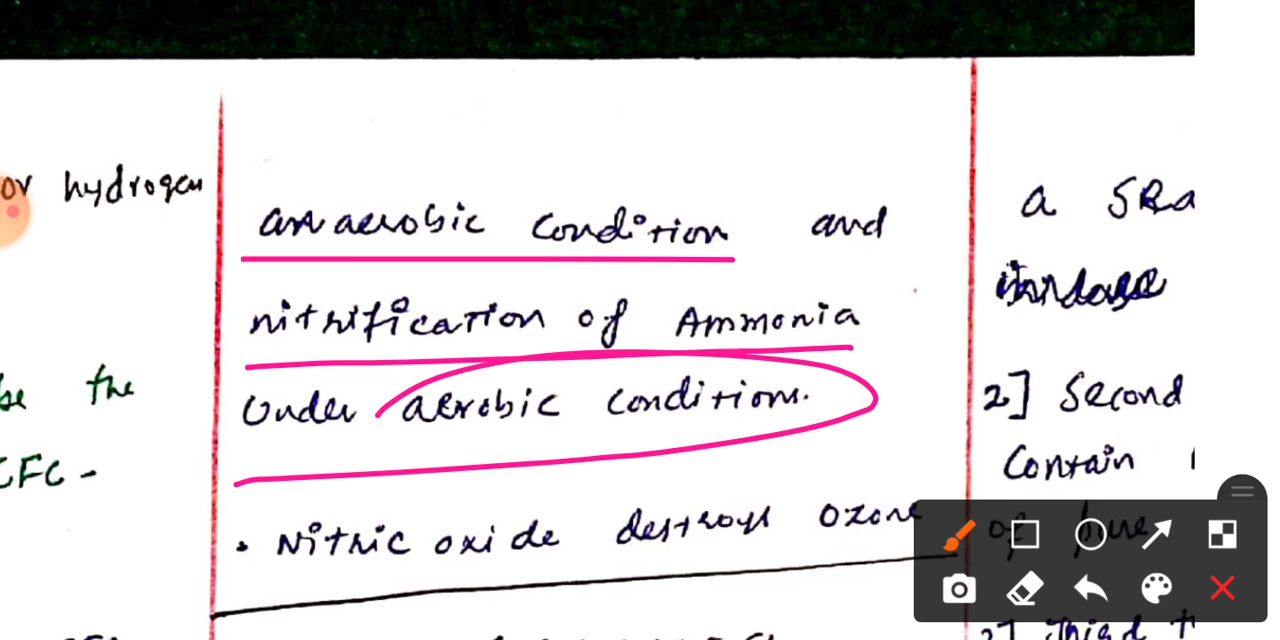 or hydrogen
the
CFC -
anaerobic condition and
nitrification of Ammonia
Under aerobic conditions.
• Nitric oxide destroys ozone
a
2] Second
Contain
of